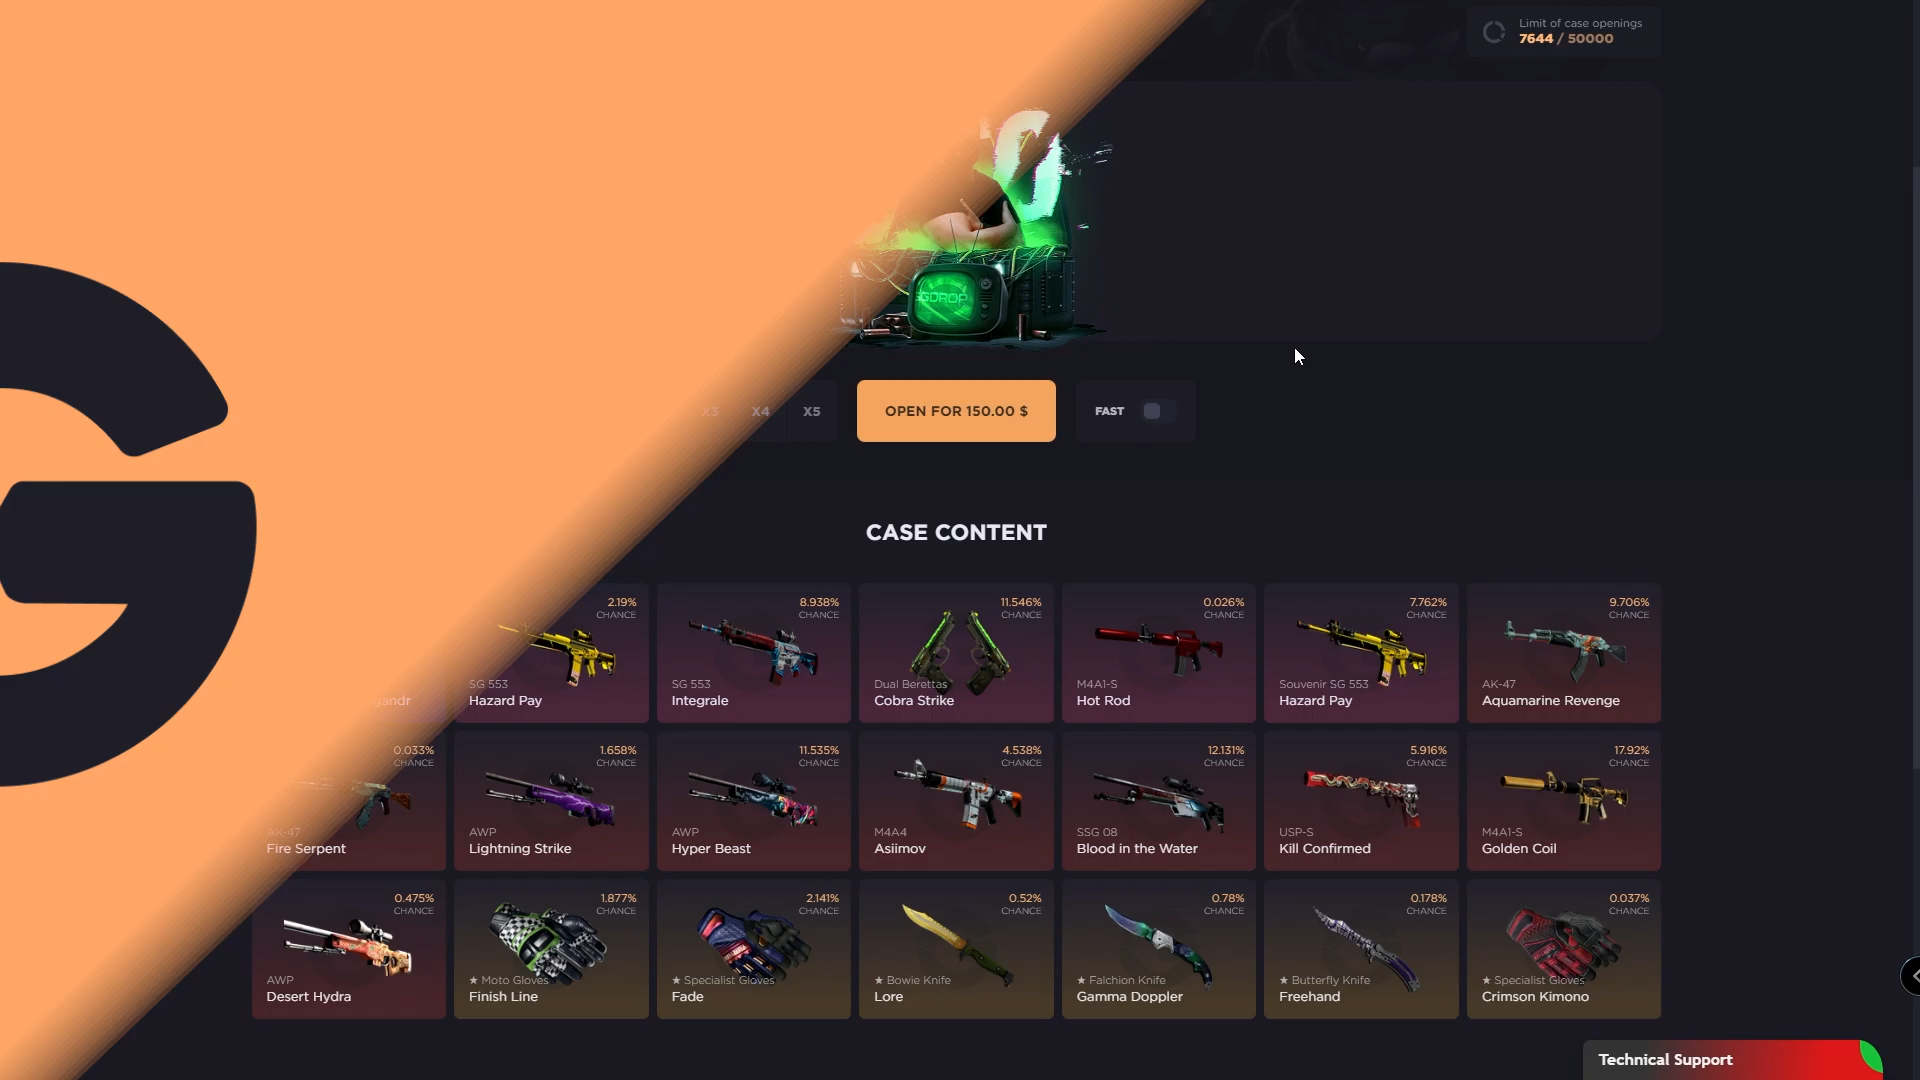 Limit of case openings
7644 / 50000
GDROP
X3
X4
X5
OPEN FOR 150.00 $
FAST
CASE CONTENT
2.19%
CHANCE
SG 553
Hazard Pay
8.938%
CHANCE
SG 553
Integrale
11.546%
CHANCE
Dual Berettas
Cobra Strike
0.026%
CHANCE
M4A1-S
Hot Rod
7.762%
CHANCE
Souvenir SG 553
Hazard Pay
9.706%
CHANCE
AK-47
Aquamarine Revenge
0.033%
CHANCE
AK-47
Fire Serpent
1.658%
CHANCE
AWP
Lightning Strike
11.535%
CHANCE
AWP
Hyper Beast
4.538%
CHANCE
M4A4
Asiimov
12.131%
CHANCE
SSG 08
Blood in the Water
5.916%
CHANCE
USP-S
Kill Confirmed
17.92%
CHANCE
M4A1-S
Golden Coil
0.475%
CHANCE
AWP
Desert Hydra
1.877%
CHANCE
★ Moto Gloves
Finish Line
2.141%
CHANCE
★ Specialist Gloves
Fade
0.52%
CHANCE
★ Bowie Knife
Lore
0.78%
CHANCE
★ Falchion Knife
Gamma Doppler
0.178%
CHANCE
★ Butterfly Knife
Freehand
0.037%
CHANCE
★ Specialist Gloves
Crimson Kimono
Technical Support